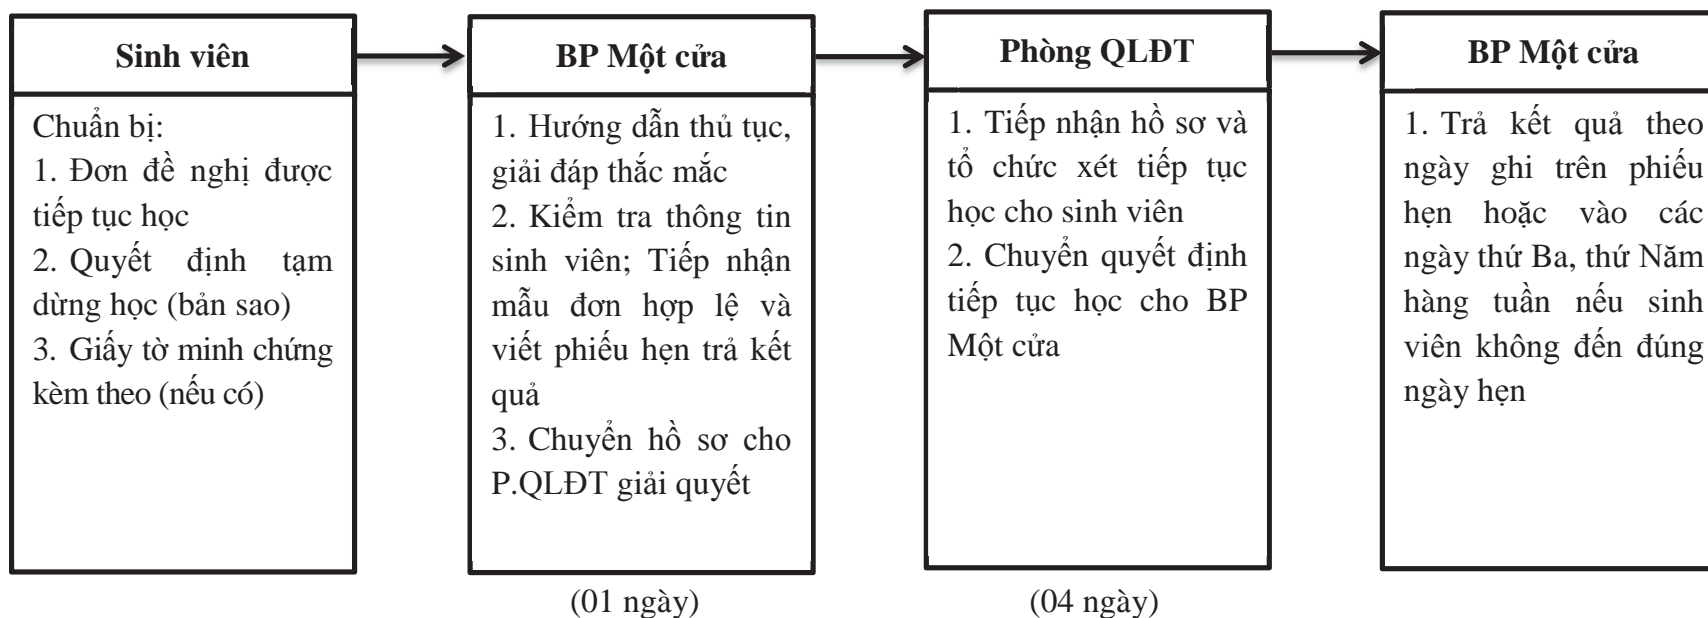 Sinh viên
Chuẩn bị:
1. Đơn đề nghị được
tiếp tục học
2. Quyết định tạm
dừng học (bản sao)
3. Giấy tờ minh chứng
kèm theo (nếu có)
BP Một cửa
1. Hướng dẫn thủ tục,
giải đáp thắc mắc
2. Kiểm tra thông tin
sinh viên; Tiếp nhận
mẫu đơn hợp lệ và
viết phiếu hẹn trả kết
quả
3. Chuyển hồ sơ cho
P.QLĐT giải quyết
(01 ngày)
Phòng QLĐT
1. Tiếp nhận hồ sơ và
tổ chức xét tiếp tục
học cho sinh viên
2. Chuyển quyết định
tiếp tục học cho BP
Một cửa
(04 ngày)
BP Một cửa
1. Trả kết quả theo
ngày ghi trên phiếu
hẹn hoặc vào các
ngày thứ Ba, thứ Năm
hàng tuần nếu sinh
viên không đến đúng
ngày hẹn